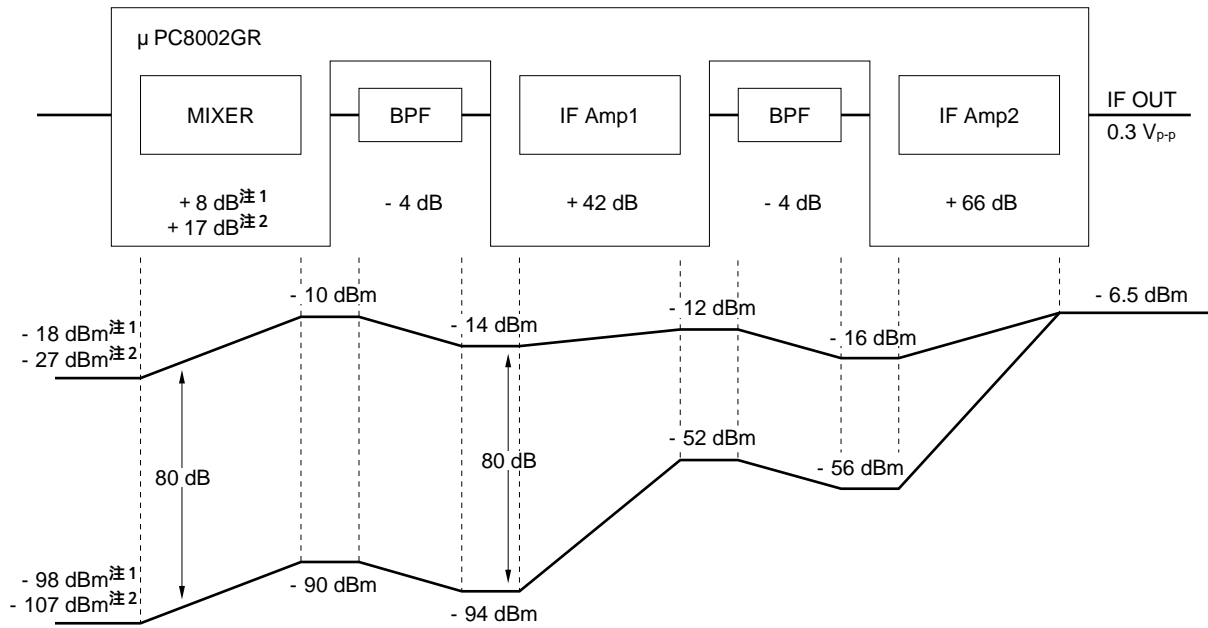 μ PC8002GR
MIXER
BPF
IF Amp1
BPF
IF Amp2
IF OUT
0.3 Vp-p
+ 8 dB注1
+ 17 dB注2
- 4 dB
+ 42 dB
- 4 dB
+ 66 dB
- 10 dBm
- 14 dBm
- 12 dBm
- 16 dBm
- 6.5 dBm
- 18 dBm注1
- 27 dBm注2
80 dB
80 dB
- 52 dBm
- 56 dBm
- 98 dBm注1
- 107 dBm注2
- 90 dBm
- 94 dBm